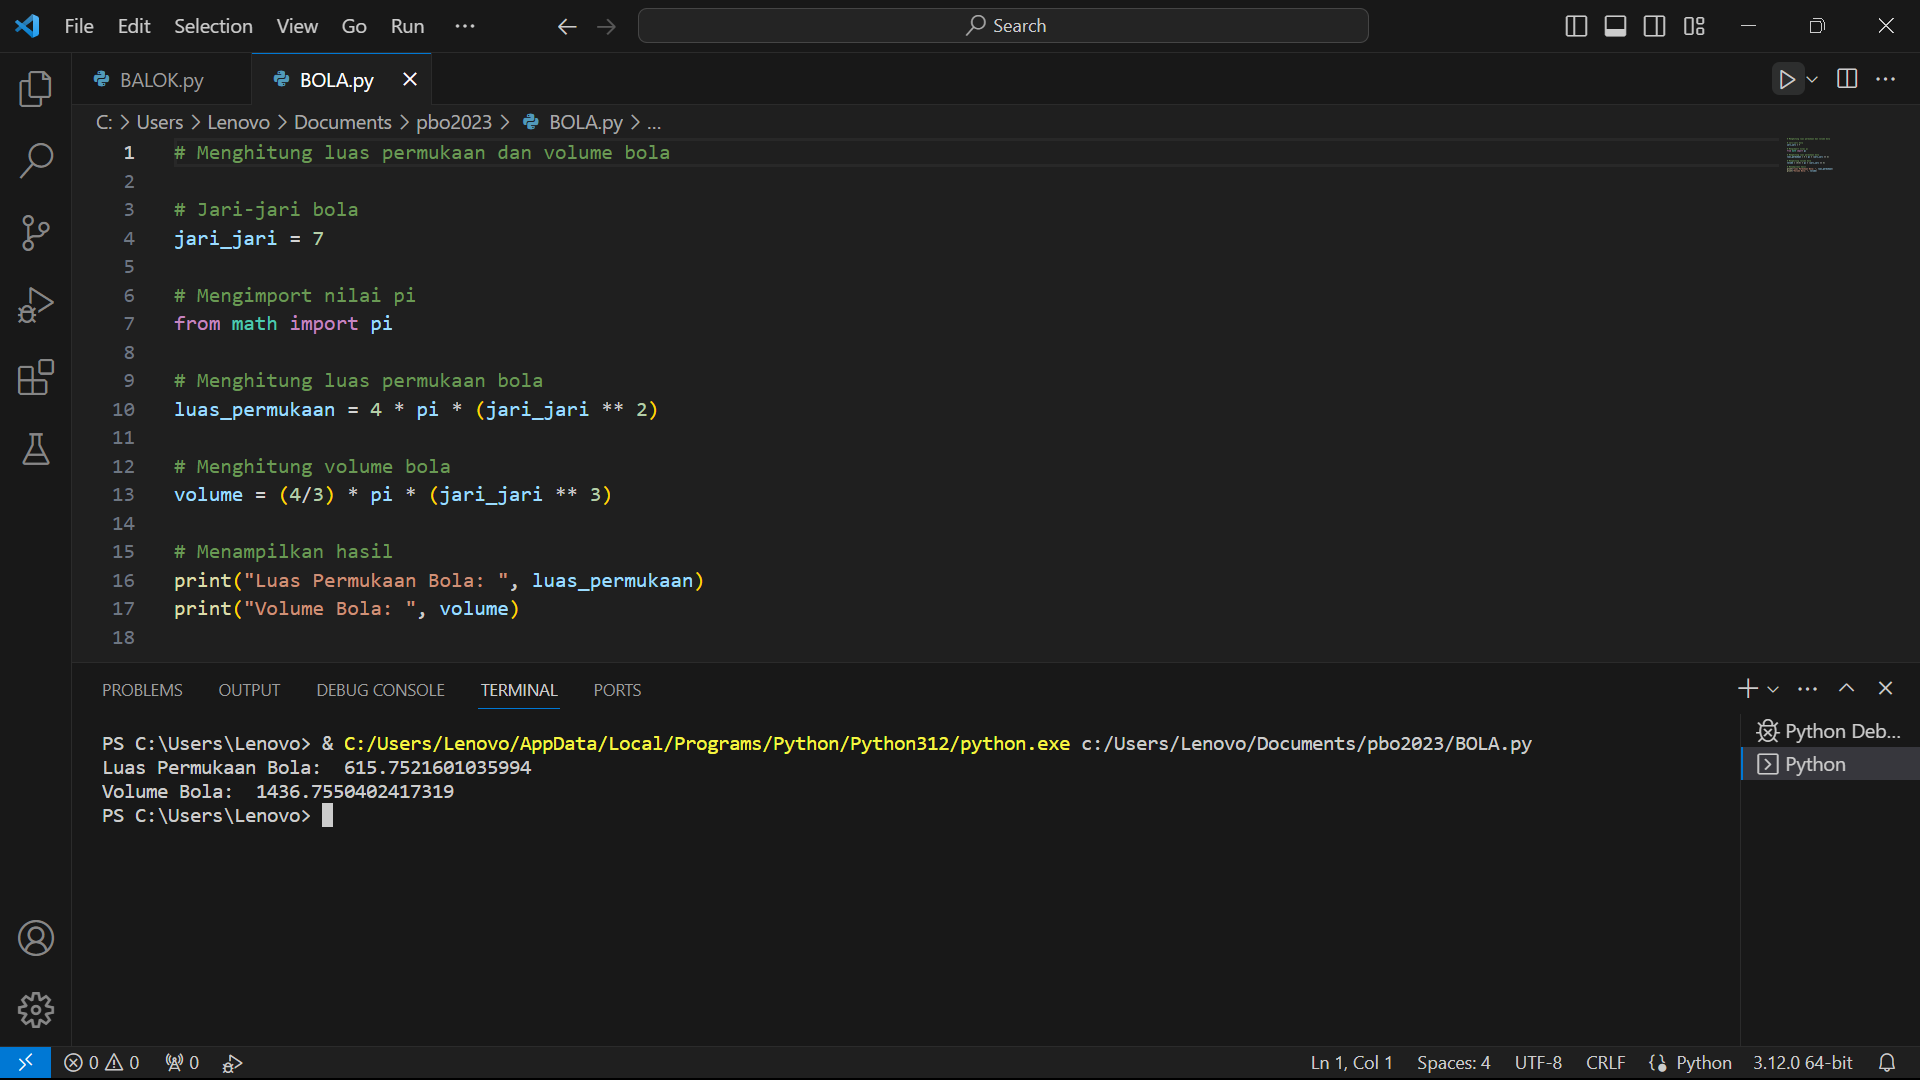 File Edit Selection View Go Run ···
Search
BALOK.py
BOLA.py
C: > Users > Lenovo > Documents > pbo2023 > BOLA.py > ...
1 # Menghitung luas permukaan dan volume bola
2
3 # Jari-jari bola
4 jari_jari = 7
5
6 # Mengimport nilai pi
7 from math import pi
8
9 # Menghitung luas permukaan bola
10 luas_permukaan = 4 * pi * (jari_jari ** 2)
11
12 # Menghitung volume bola
13 volume = (4/3) * pi * (jari_jari ** 3)
14
15 # Menampilkan hasil
16 print("Luas Permukaan Bola: ", luas_permukaan)
17 print("Volume Bola: ", volume)
18
PROBLEMS OUTPUT DEBUG CONSOLE TERMINAL PORTS
PS C:\Users\Lenovo> & C:/Users/Lenovo/AppData/Local/Programs/Python/Python312/python.exe c:/Users/Lenovo/Documents/pbo2023/BOLA.py
Luas Permukaan Bola:  615.7521601035994
Volume Bola:  1436.7550402417319
PS C:\Users\Lenovo>
Python Deb...
Python
0 0 0
Ln 1, Col 1 Spaces: 4 UTF-8 CRLF Python 3.12.0 64-bit